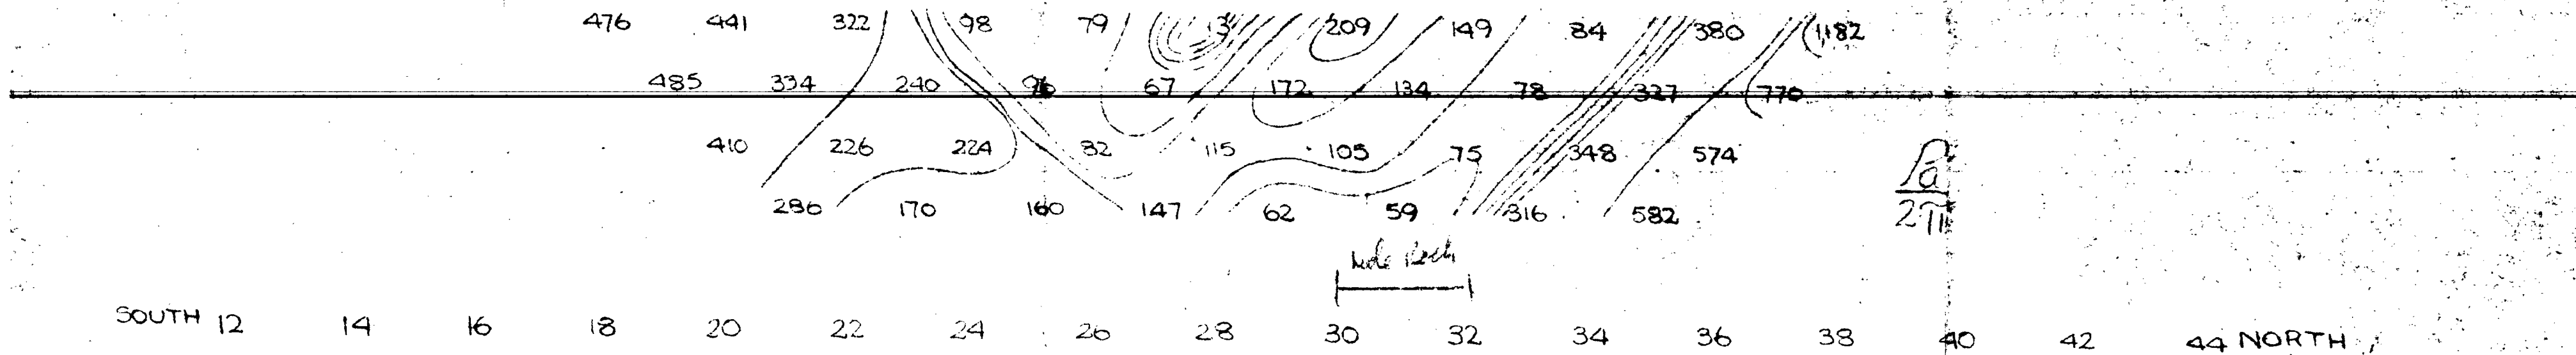 476 441 322 98 79 3 209 149 84 380 1182
485 334 240 96 67 172 134 78 327 770
410 226 224 82 115 105 75 348 574
286 170 160 147 62 59 316 582
ρa
2π
SOUTH 12 14 16 18 20 22 24 26 28 30 32 34 36 38 40 42 44 NORTH